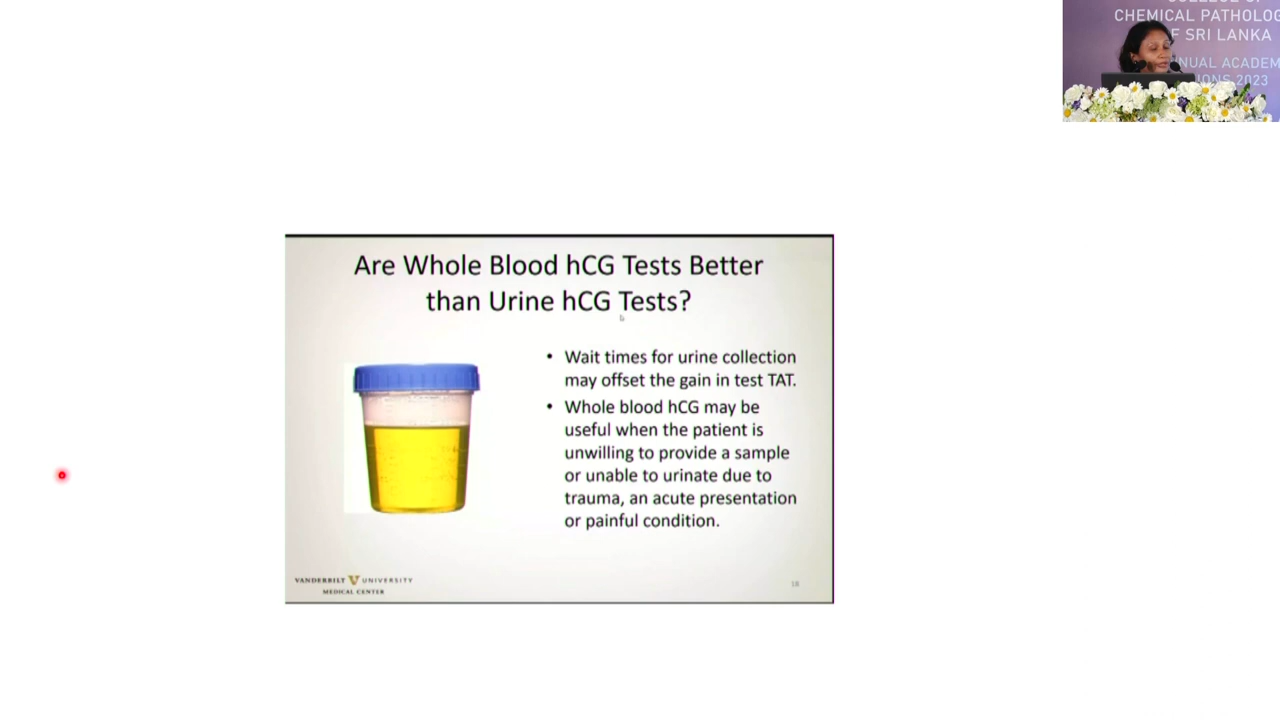 CHEMICAL PATHOLOG
F SRI LANKA
NUAL ACADEM
IONS 2023
Are Whole Blood hCG Tests Better
than Urine hCG Tests?
• Wait times for urine collection
may offset the gain in test TAT.
• Whole blood hCG may be
useful when the patient is
unwilling to provide a sample
or unable to urinate due to
trauma, an acute presentation
or painful condition.
VANDERBILT V UNIVERSITY
MEDICAL CENTER
18